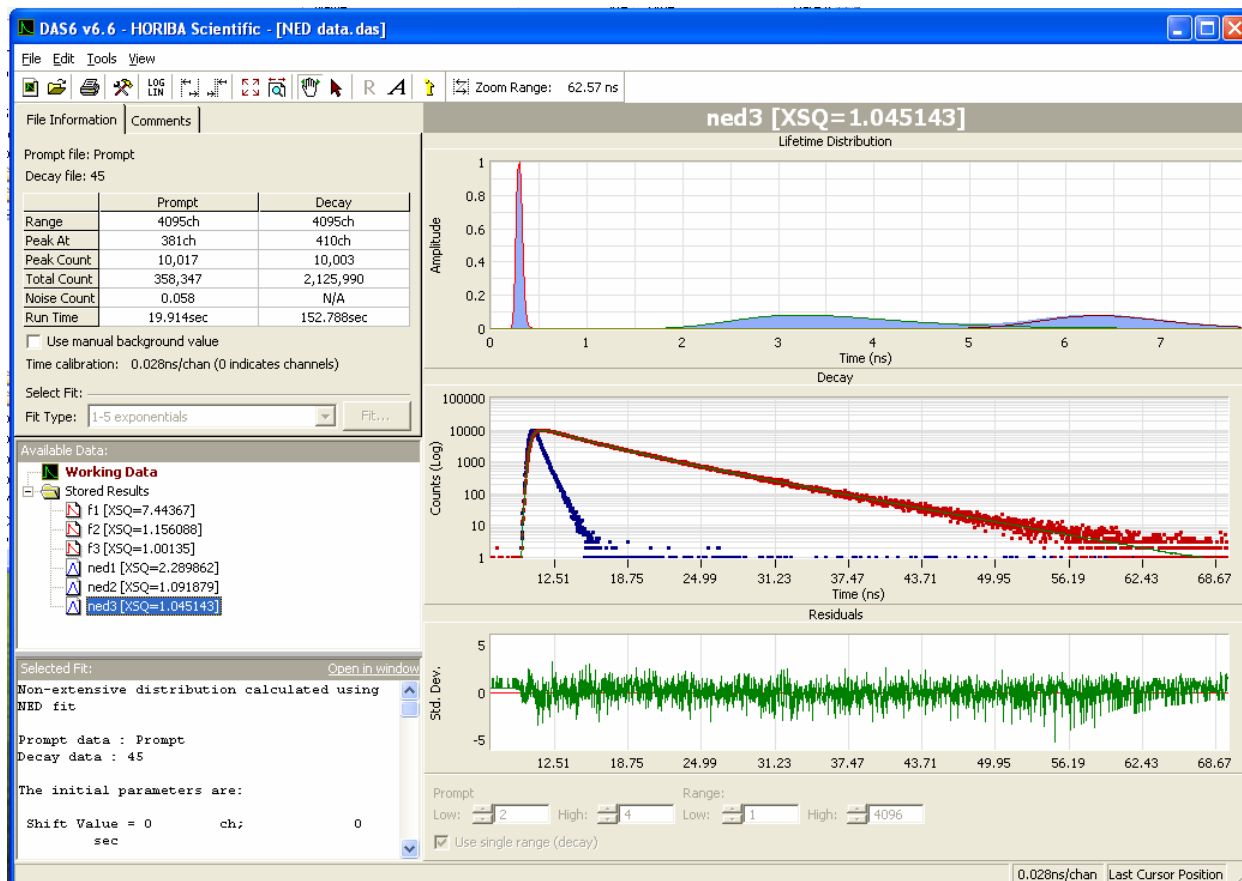 DAS6 v6.6 - HORIBA Scientific - [NED data.das]
File Edit Tools View
LOG LIN R A Zoom Range: 62.57 ns
File Information Comments
Prompt file: Prompt
Decay file: 45
Prompt Decay
Range 4095ch 4095ch
Peak At 381ch 410ch
Peak Count 10,017 10,003
Total Count 358,347 2,125,990
Noise Count 0.058 N/A
Run Time 19.914sec 152.788sec
Use manual background value
Time calibration: 0.028ns/chan (0 indicates channels)
Select Fit:
Fit Type: 1-5 exponentials Fit...
Available Data:
Working Data
Stored Results
f1 [XSQ=7.44367]
f2 [XSQ=1.156088]
f3 [XSQ=1.00135]
ned1 [XSQ=2.289862]
ned2 [XSQ=1.091879]
ned3 [XSQ=1.045143]
Selected Fit: Open in window
Non-extensive distribution calculated using
NED fit
Prompt data : Prompt
Decay data : 45
The initial parameters are:
Shift Value = 0 ch; 0
sec
ned3 [XSQ=1.045143]
Lifetime Distribution
Amplitude
1
0.8
0.6
0.4
0.2
0
0 1 2 3 4 5 6 7
Time (ns)
Decay
Counts (Log)
100000
10000
1000
100
10
1
12.51 18.75 24.99 31.23 37.47 43.71 49.95 56.19 62.43 68.67
Time (ns)
Residuals
Std. Dev.
5
0
-5
12.51 18.75 24.99 31.23 37.47 43.71 49.95 56.19 62.43 68.67
Prompt Range:
Low: 2 High: 4 Low: 1 High: 4096
Use single range (decay)
0.028ns/chan Last Cursor Position